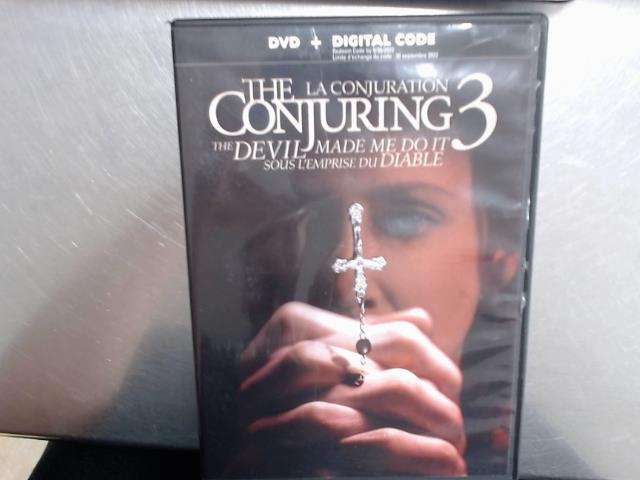 DVD + DIGITAL CODE
THE LA CONJURATION
CONJURING 3
THE DEVIL MADE ME DO IT
SOUS L'EMPRISE DU DIABLE